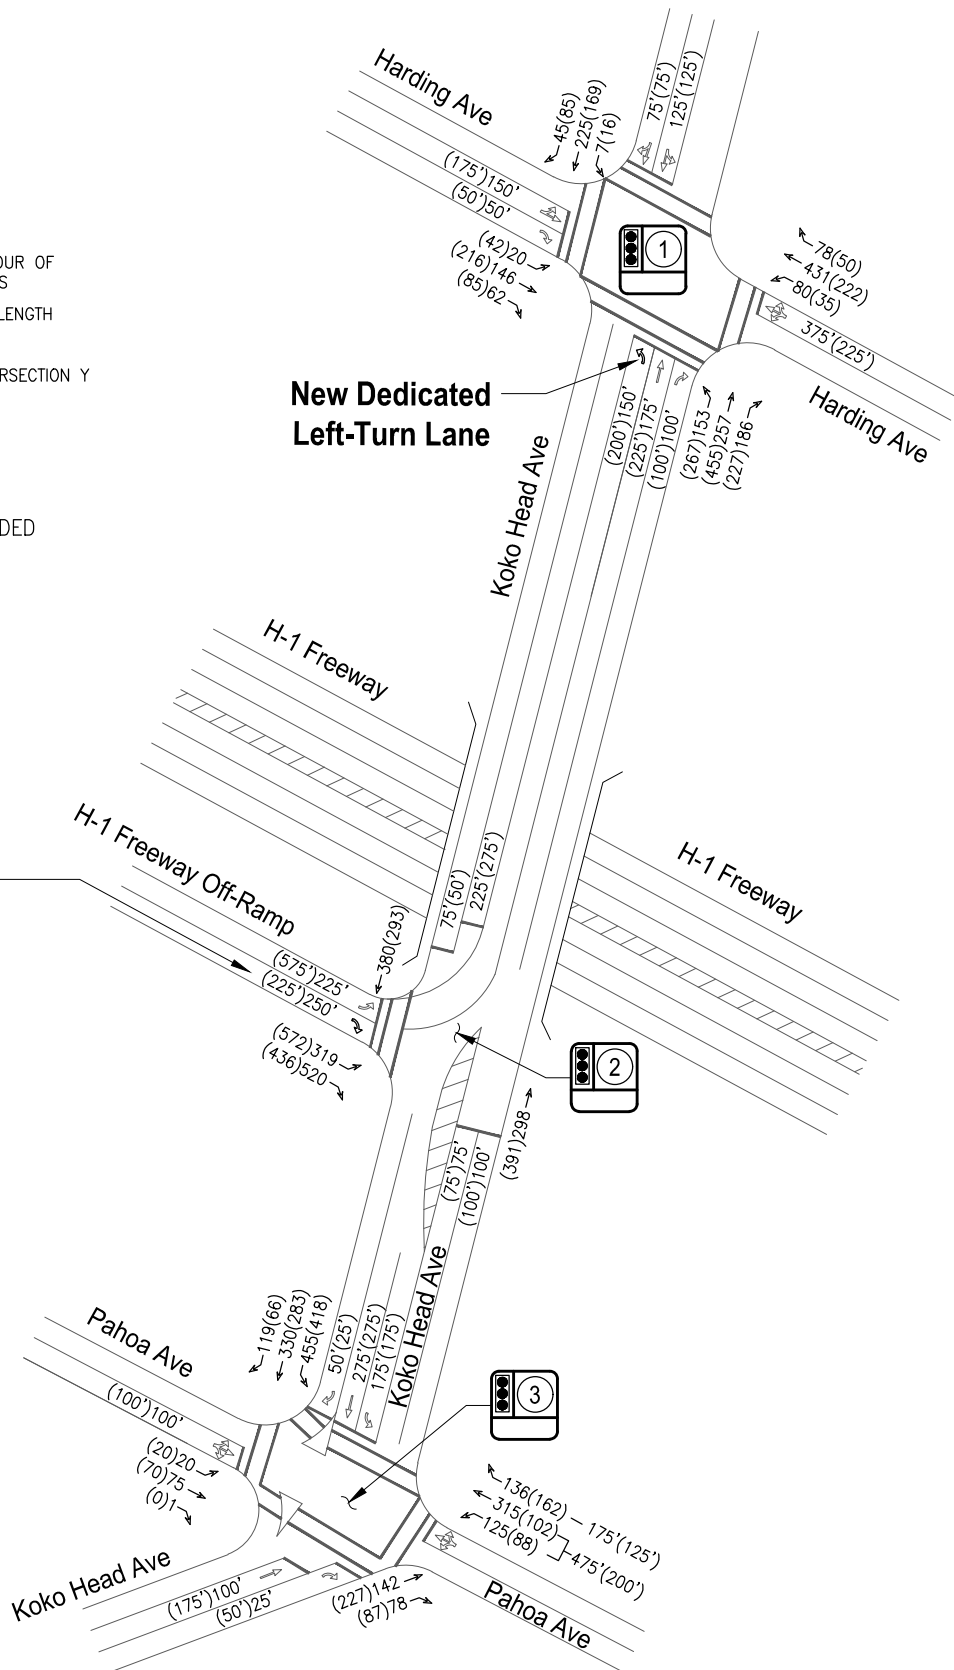 Harding Ave
45(85)
225(169)
7(16)
75'(75')
125'(125')
(175')150'
(50')50'
(42)20
(216)146
(85)62
1
78(50)
431(222)
80(35)
375'(225')
Harding Ave
OUR OF
S
LENGTH
RSECTION Y
DED
New Dedicated
Left-Turn Lane
(200')150'
(225')175'
(100')100'
(267)153
(455)257
(227)186
Koko Head Ave
H-1 Freeway
H-1 Freeway Off-Ramp
H-1 Freeway
75'(50')
225'(275')
380(293)
(575')225'
(225')250'
(572)319
(436)520
2
(391)298
(75')75'
(100')100'
Koko Head Ave
Pahoa Ave
119(66)
330(283)
455(418)
50'(25')
275'(275')
175'(175')
(100')100'
(20)20
(70)75
(0)1
3
136(162) – 175'(125')
315(102)
125(88)
475'(200')
Koko Head Ave
(175')100'
(50')25'
(227)142
(87)78
Pahoa Ave